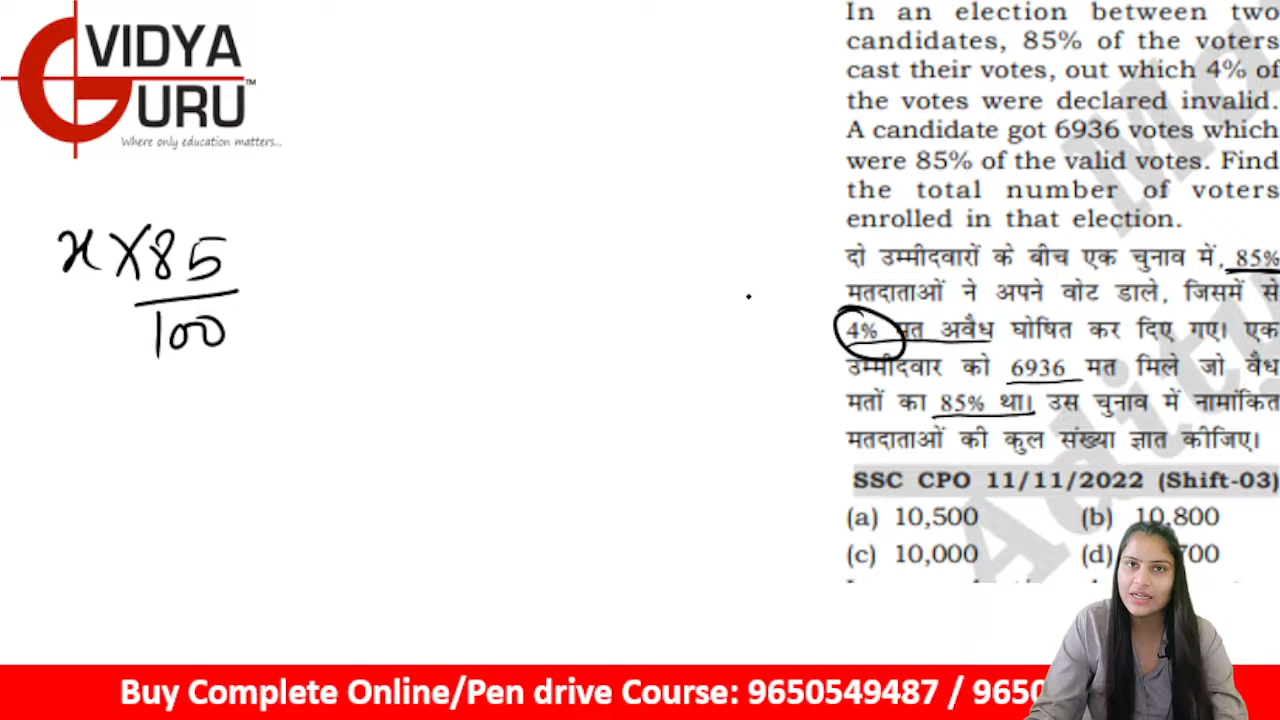 VIDYA
GURU™
Where only education matters...
x × 85
100
In an election between two
candidates, 85% of the voters
cast their votes, out which 4% of
the votes were declared invalid.
A candidate got 6936 votes which
were 85% of the valid votes. Find
the total number of voters
enrolled in that election.
दो उम्मीदवारों के बीच एक चुनाव में, 85%
मतदाताओं ने अपने वोट डाले, जिसमें से
4% मत अवैध घोषित कर दिए गए। एक
उम्मीदवार को 6936 मत मिले जो वैध
मतों का 85% था। उस चुनाव में नामांकित
मतदाताओं की कुल संख्या ज्ञात कीजिए।
SSC CPO 11/11/2022 (Shift-03)
(a) 10,500 (b) 10,800
(c) 10,000 (d)
Buy Complete Online/Pen drive Course: 9650549487 /